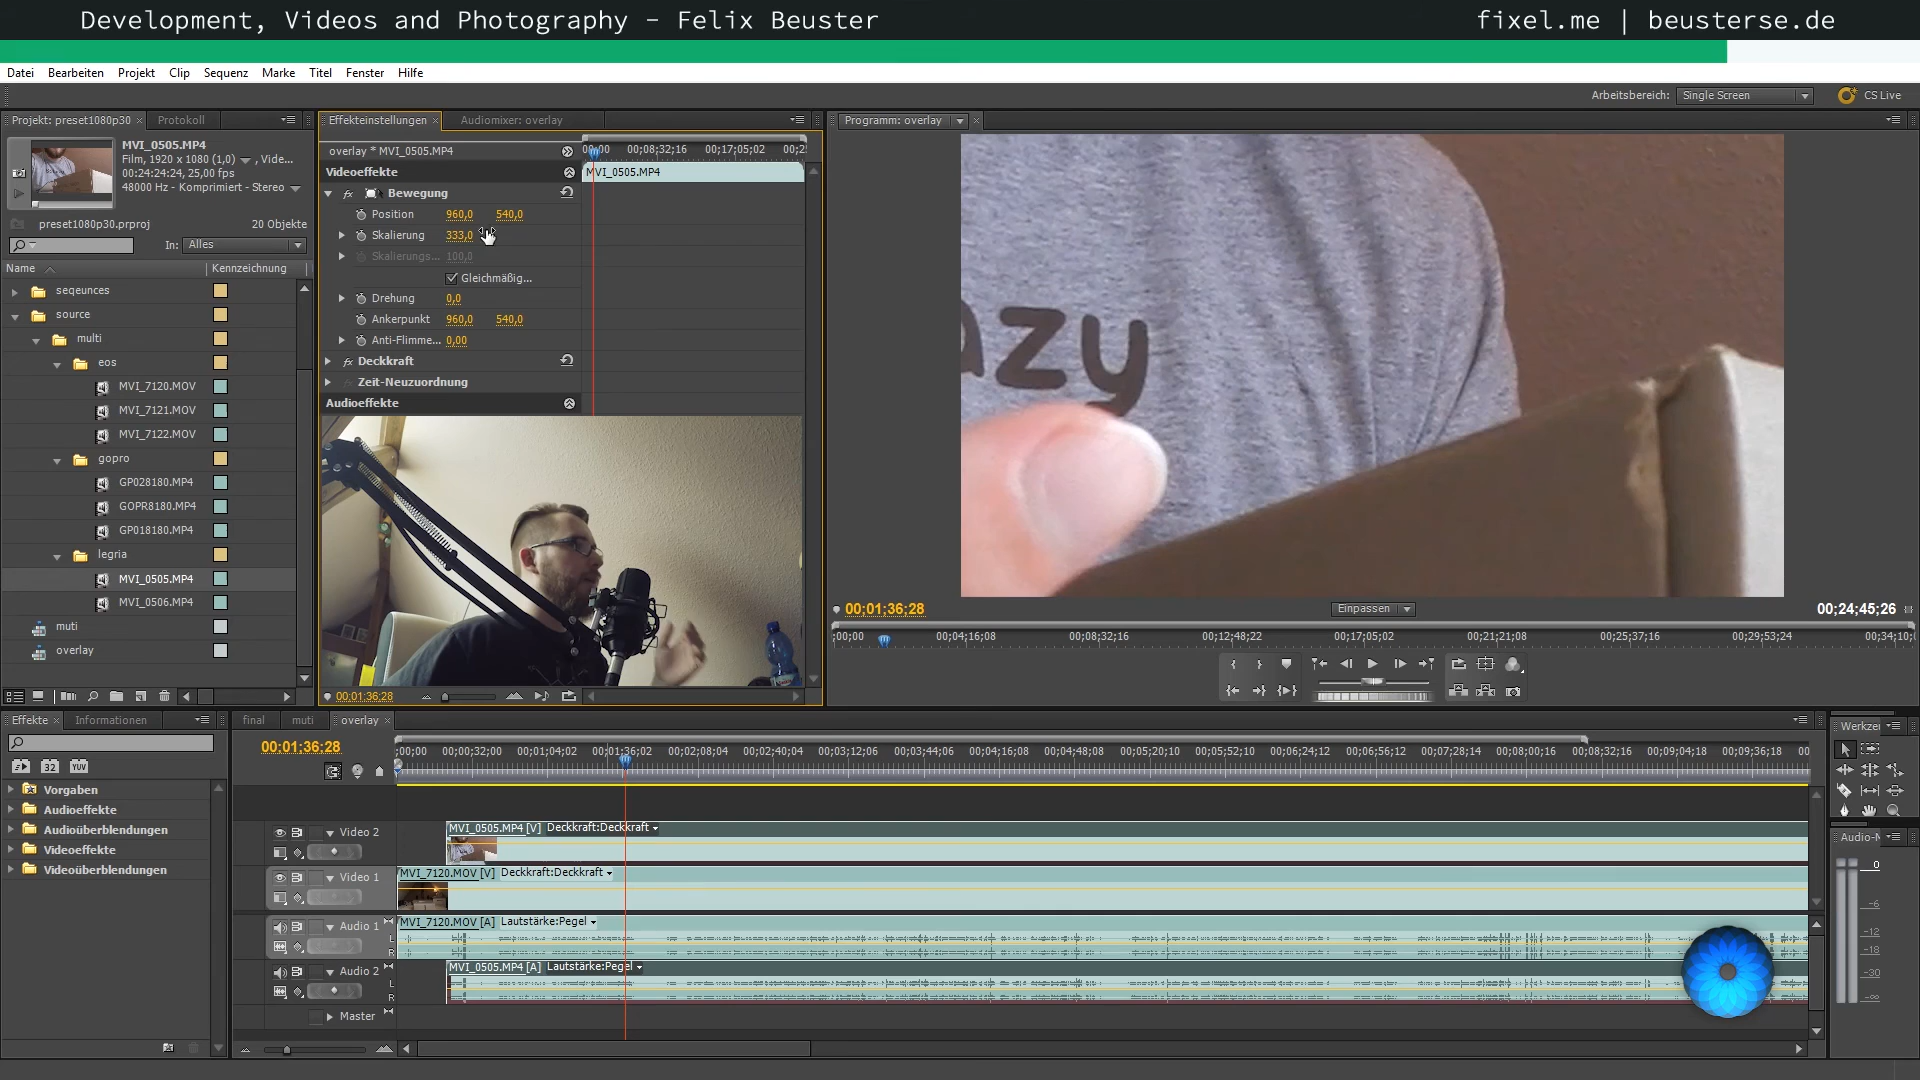 Development, Videos and Photography - Felix Beuster
fixel.me | beusterse.de
Datei Bearbeiten Projekt Clip Sequenz Marke Titel Fenster Hilfe
Arbeitsbereich: Single Screen CS Live
Projekt: preset1080p30 Protokoll
MVI_0505.MP4
Film, 1920 x 1080 (1,0) , Vide...
00:24:24:24, 25,00 fps
48000 Hz - Komprimiert - Stereo
preset1080p30.prproj 20 Objekte
In: Alles
Name Kennzeichnung
seqeunces
source
multi
eos
MVI_7120.MOV
MVI_7121.MOV
MVI_7122.MOV
gopro
GP028180.MP4
GOPR8180.MP4
GP018180.MP4
legria
MVI_0505.MP4
MVI_0506.MP4
muti
overlay
Effekteinstellungen Audiomixer: overlay
overlay * MVI_0505.MP4
00;00 00;08;32;16 00;17;05;02 00;2
Videoeffekte MVI_0505.MP4
fx Bewegung
Position 960,0 540,0
Skalierung 333,0
Skalierungs... 100,0
Gleichmäßig...
Drehung 0,0
Ankerpunkt 960,0 540,0
Anti-Flimme... 0,00
fx Deckkraft
Zeit-Neuzuordnung
Audioeffekte
00;01;36;28
Programm: overlay
azy
00;01;36;28 Einpassen 00;24;45;26
;00;00 00;04;16;08 00;08;32;16 00;12;48;22 00;17;05;02 00;21;21;08 00;25;37;16 00;29;53;24 00;34;10;
Effekte Informationen
32 YUV
Vorgaben
Audioeffekte
Audioüberblendungen
Videoeffekte
Videoüberblendungen
final muti overlay
00;01;36;28
;00;00 00;00;32;00 00;01;04;02 00;01;36;02 00;02;08;04 00;02;40;04 00;03;12;06 00;03;44;06 00;04;16;08 00;04;48;08 00;05;20;10 00;05;52;10 00;06;24;12 00;06;56;12 00;07;28;14 00;08;00;16 00;08;32;16 00;09;04;18 00;09;36;18 00
Video 2 MVI_0505.MP4 [V] Deckkraft:Deckkraft
Video 1 MVI_7120.MOV [V] Deckkraft:Deckkraft
Audio 1 MVI_7120.MOV [A] Lautstärke:Pegel
L
R
Audio 2 MVI_0505.MP4 [A] Lautstärke:Pegel
L
R
Master
Werkzeu
Audio-M
0
-6
-12
-18
-30
-∞